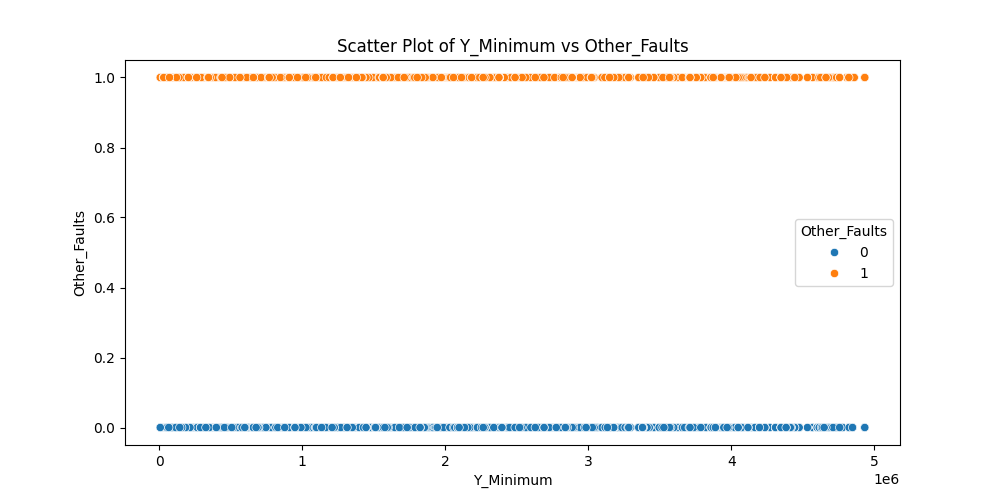 Scatter Plot of Y_Minimum vs Other_Faults
1.0
0.8
0.6
0.4
0.2
0.0
Other_Faults
Other_Faults
0
1
0 1 2 3 4 5
1e6
Y_Minimum